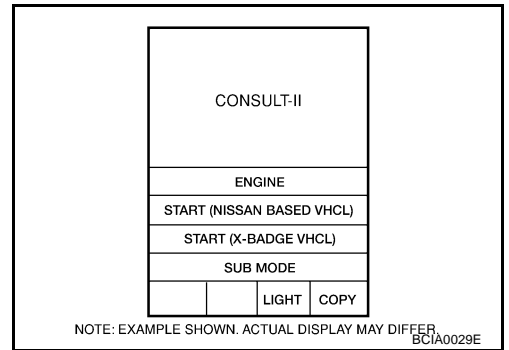 CONSULT-II
ENGINE
START (NISSAN BASED VHCL)
START (X-BADGE VHCL)
SUB MODE
LIGHT COPY
NOTE: EXAMPLE SHOWN. ACTUAL DISPLAY MAY DIFFER.
BCIA0029E